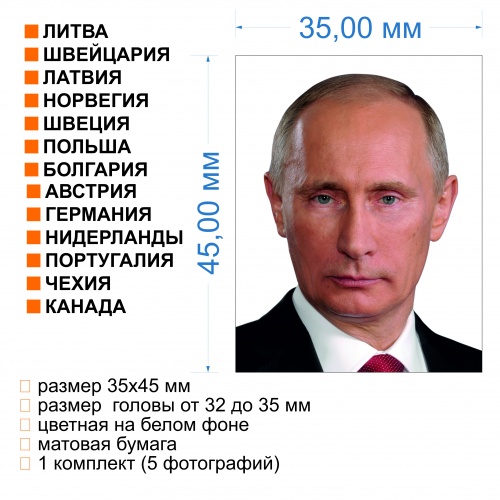 35,00 мм
ЛИТВА
ШВЕЙЦАРИЯ
ЛАТВИЯ
НОРВЕГИЯ
ШВЕЦИЯ
ПОЛЬША
БОЛГАРИЯ
АВСТРИЯ
ГЕРМАНИЯ
НИДЕРЛАНДЫ
ПОРТУГАЛИЯ
ЧЕХИЯ
КАНАДА
45,00 мм
размер 35х45 мм
размер головы от 32 до 35 мм
цветная на белом фоне
матовая бумага
1 комплект (5 фотографий)